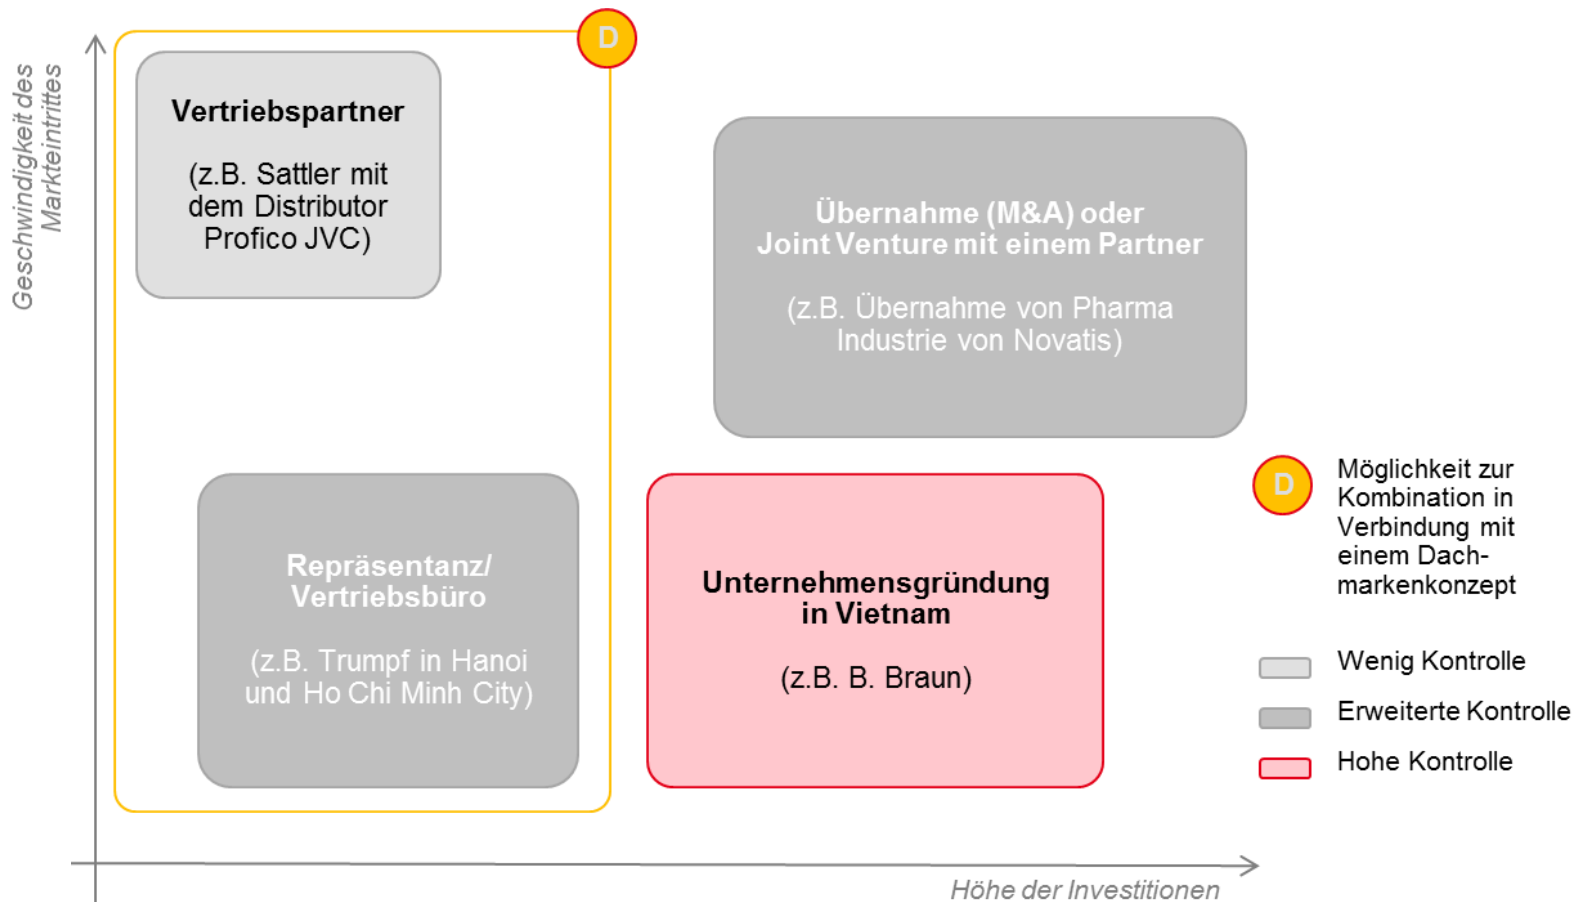 Geschwindigkeit des
Markteintrittes
D
Vertriebspartner
(z.B. Sattler mit
dem Distributor
Profico JVC)
Übernahme (M&A) oder
Joint Venture mit einem Partner
(z.B. Übernahme von Pharma
Industrie von Novatis)
Repräsentanz/
Vertriebsbüro
(z.B. Trumpf in Hanoi
und Ho Chi Minh City)
Unternehmensgründung
in Vietnam
(z.B. B. Braun)
D
Möglichkeit zur
Kombination in
Verbindung mit
einem Dach-
markenkonzept
Wenig Kontrolle
Erweiterte Kontrolle
Hohe Kontrolle
Höhe der Investitionen